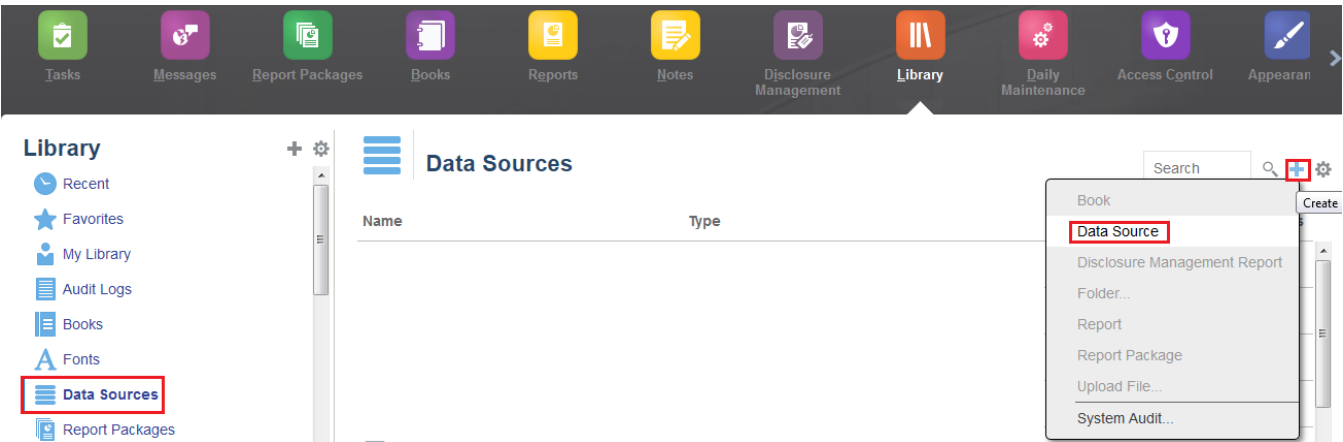 Tasks
Messages
Report Packages
Books
Reports
Notes
Disclosure
Management
Library
Daily
Maintenance
Access Control
Appearan
Library
Recent
Favorites
My Library
Audit Logs
Books
Fonts
Data Sources
Report Packages
Data Sources
Search
Name
Type
Create
Book
Data Source
Disclosure Management Report
Folder...
Report
Report Package
Upload File...
System Audit...